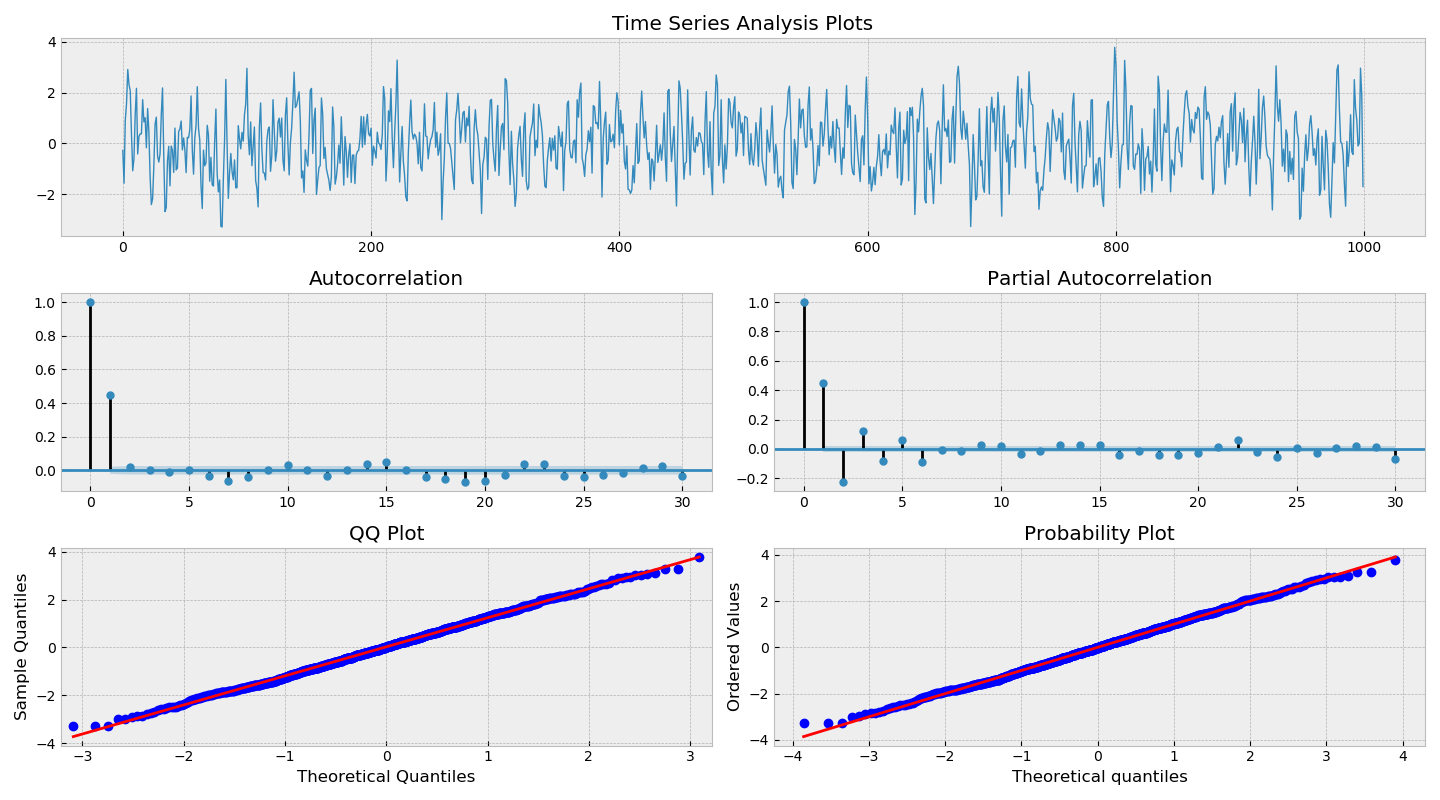 Time Series Analysis Plots
4
2
0
−2
0 200 400 600 800 1000
Autocorrelation
1.0
0.8
0.6
0.4
0.2
0.0
0 5 10 15 20 25 30
Partial Autocorrelation
1.0
0.8
0.6
0.4
0.2
0.0
−0.2
0 5 10 15 20 25 30
QQ Plot
Sample Quantiles
4
2
0
−2
−4
−3 −2 −1 0 1 2 3
Theoretical Quantiles
Probability Plot
Ordered Values
4
2
0
−2
−4
−4 −3 −2 −1 0 1 2 3 4
Theoretical quantiles